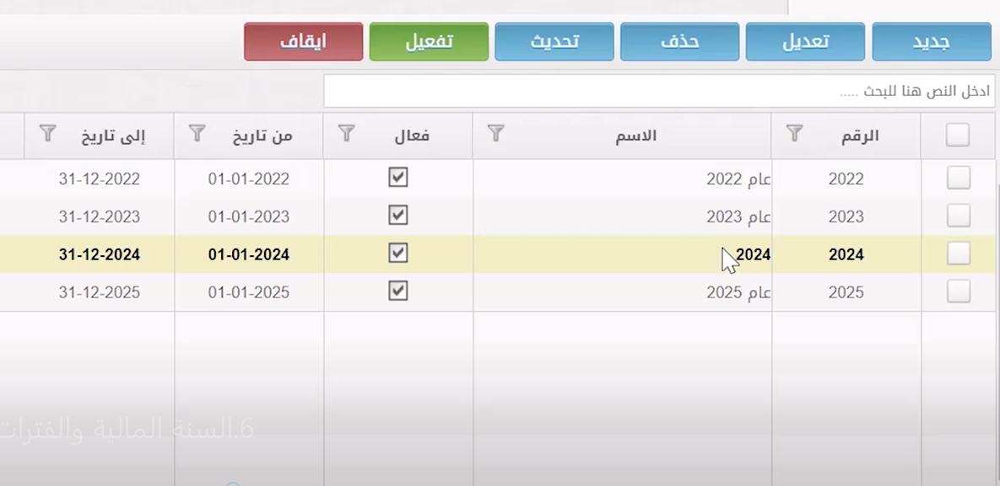 جديد تعديل حذف تحديث تفعيل ايقاف
ادخل النص هنا للبحث .....
الرقم الاسم فعال من تاريخ إلى تاريخ
2022 عام 2022 01-01-2022 31-12-2022
2023 عام 2023 01-01-2023 31-12-2023
2024 2024 01-01-2024 31-12-2024
2025 عام 2025 01-01-2025 31-12-2025
6.السنة المالية والفترات